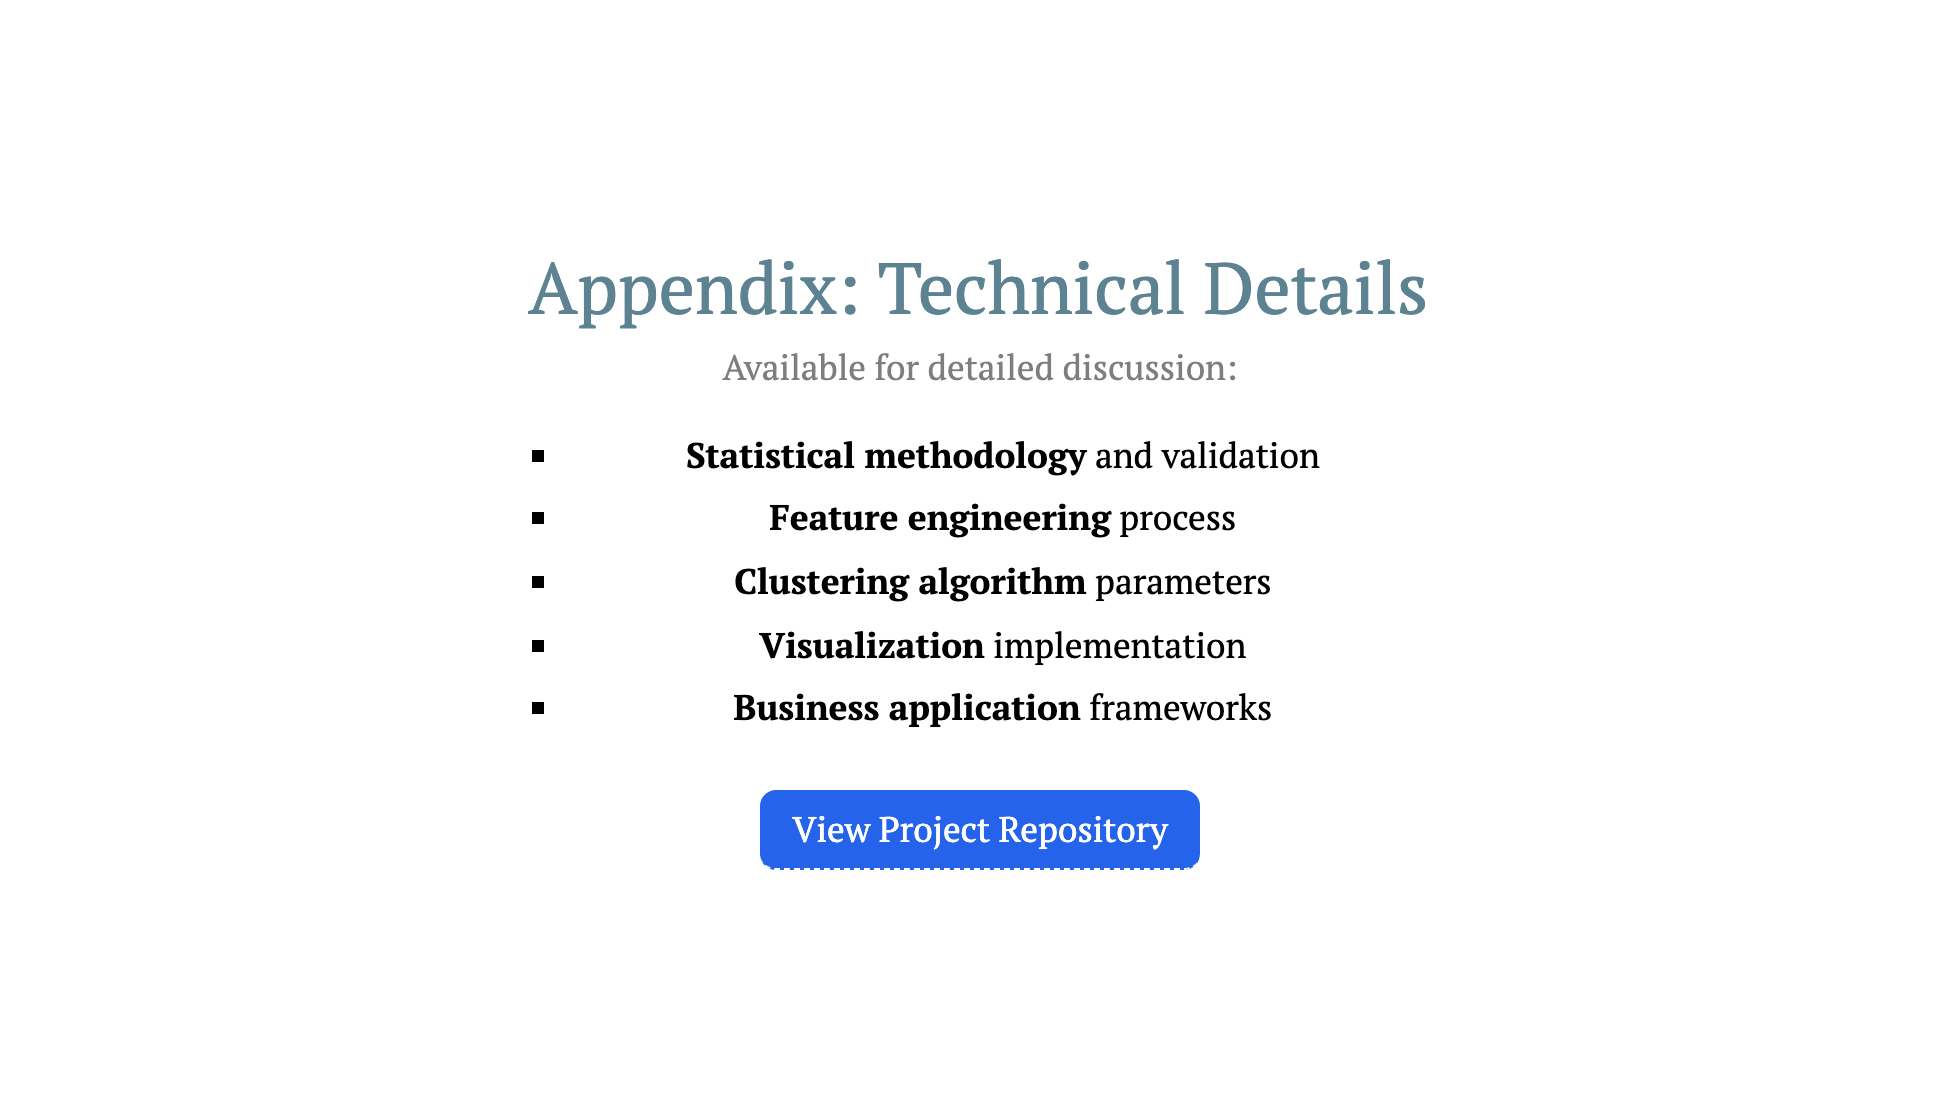 Appendix: Technical Details
Available for detailed discussion:
Statistical methodology and validation
Feature engineering process
Clustering algorithm parameters
Visualization implementation
Business application frameworks
View Project Repository